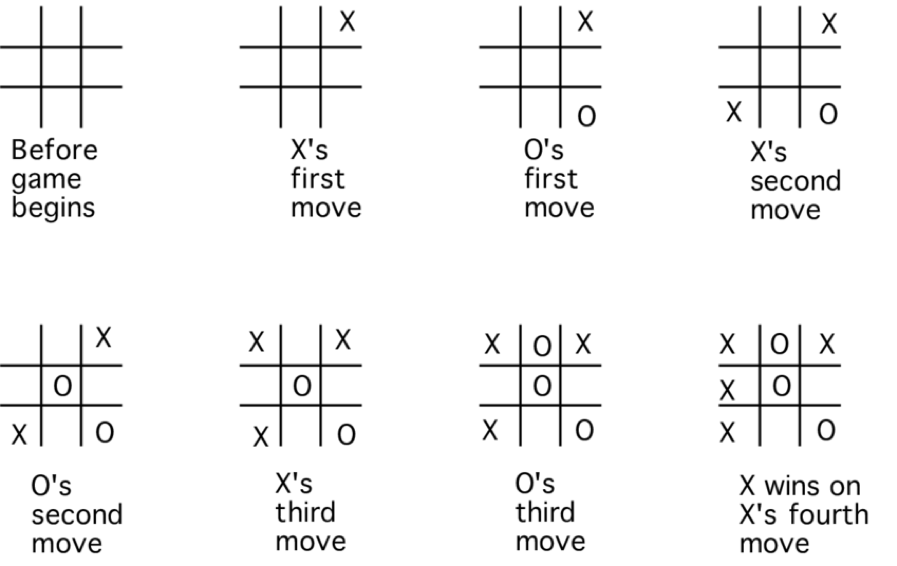 X
X
X
Before
game
begins
X's
first
move
O
O's
first
move
X
O
X's
second
move
X
O
X
O
O's
second
move
X
X
O
X
O
X's
third
move
X
O
X
O
X
O
O's
third
move
X
O
X
X
O
X
O
X wins on
X's fourth
move